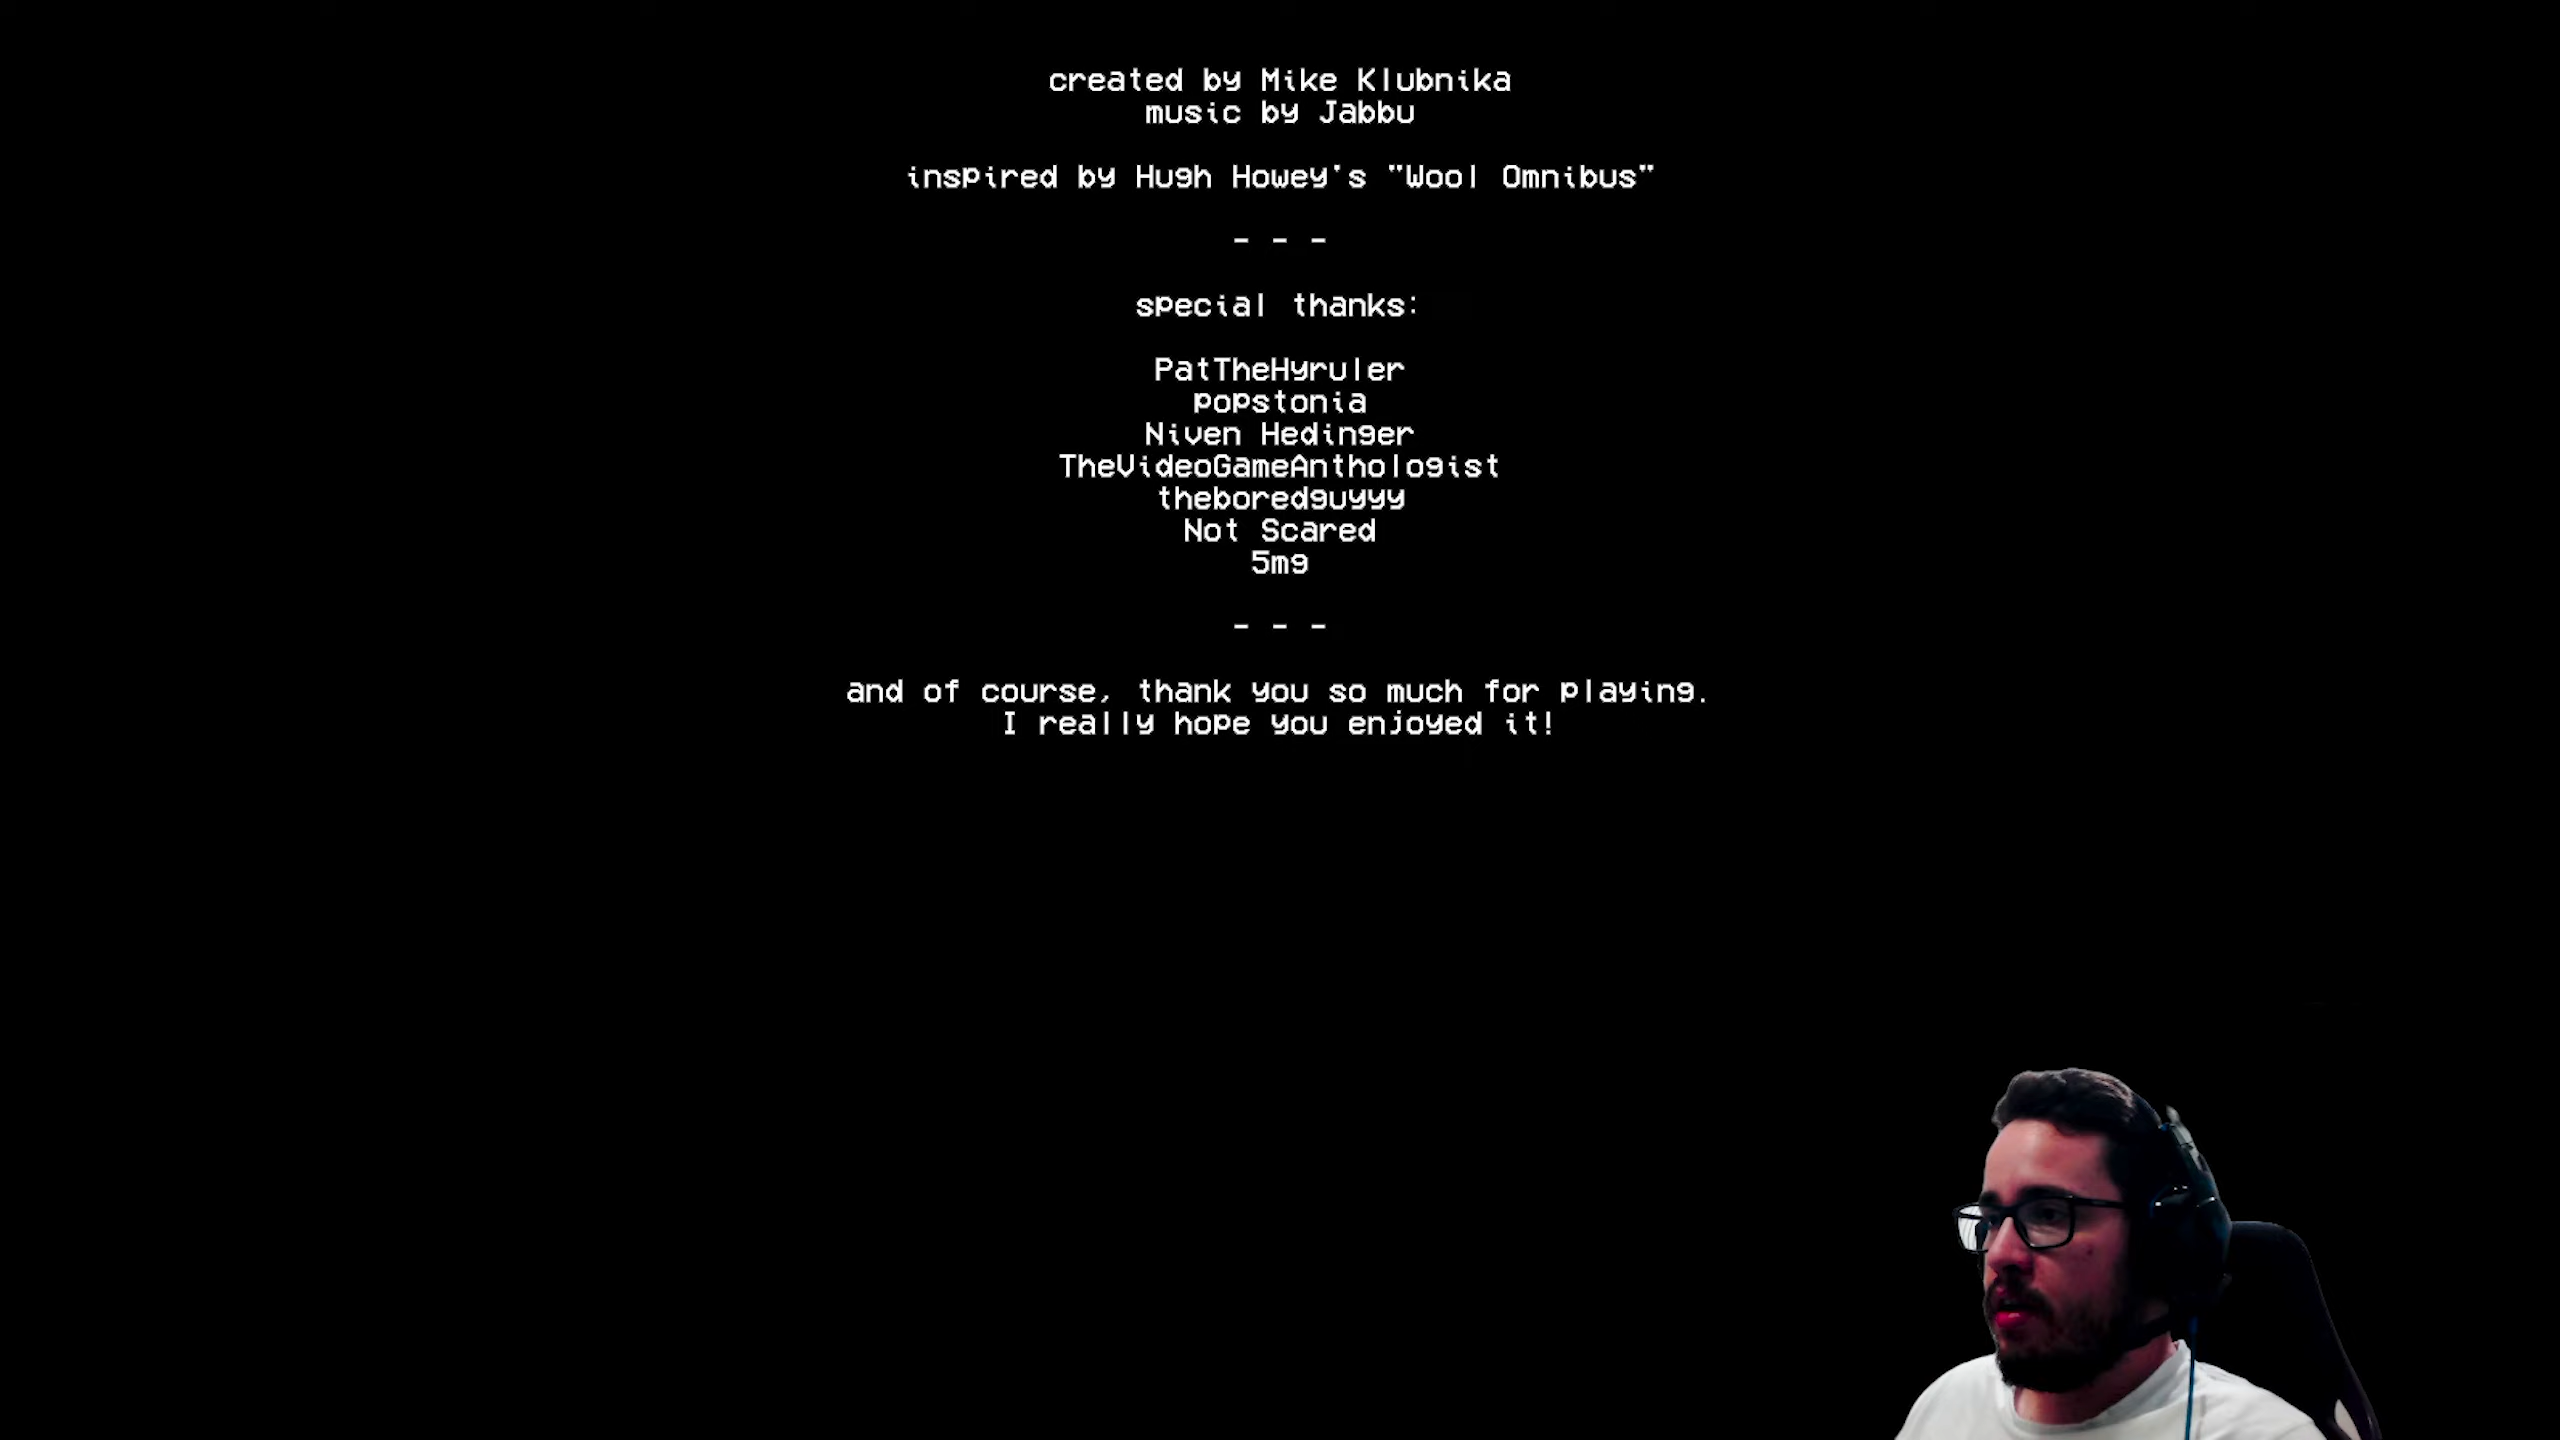 created by Mike Klubnika
music by Jabbu
inspired by Hugh Howey's "Wool Omnibus"
- - -
special thanks:
PatTheHyruler
popstonia
Niven Hedinger
TheVideoGameAnthologist
theboredguyyy
Not Scared
5mg
- - -
and of course, thank you so much for playing.
I really hope you enjoyed it!